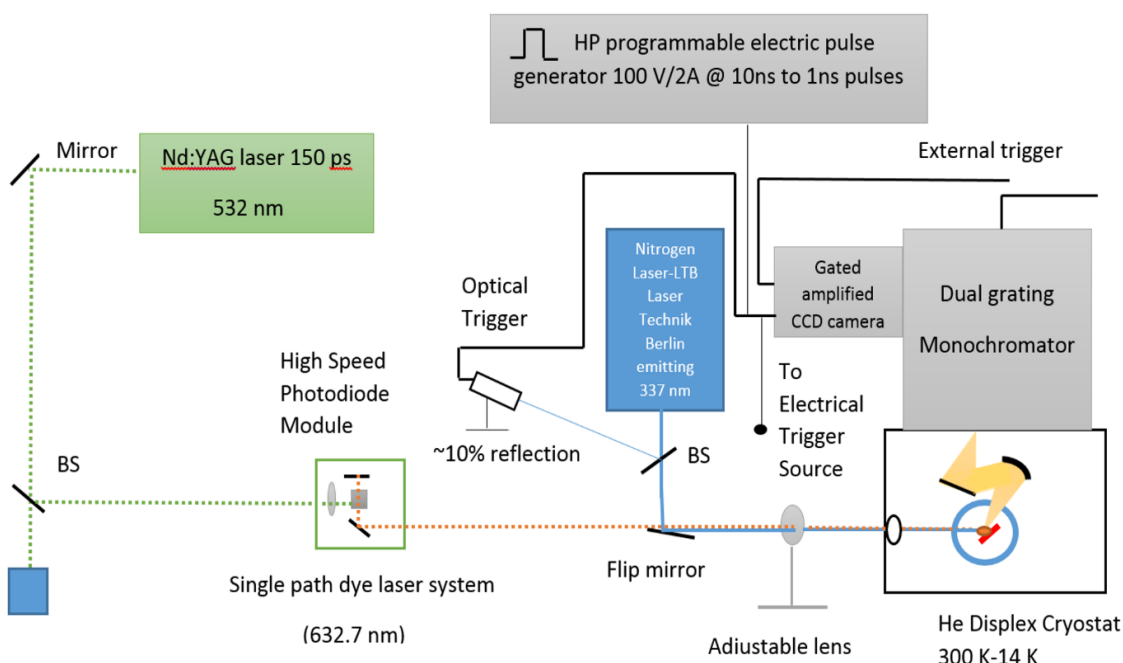 HP programmable electric pulse
generator 100 V/2A @ 10ns to 1ns pulses
Mirror
Nd:YAG laser 150 ps
532 nm
External trigger
Nitrogen
Laser-LTB
Laser
Technik
Berlin
emitting
337 nm
Gated
amplified
CCD camera
Dual grating
Monochromator
Optical
Trigger
High Speed
Photodiode
Module
~10% reflection
BS
To
Electrical
Trigger
Source
BS
Single path dye laser system
(632.7 nm)
Flip mirror
Adjustable lens
He Displex Cryostat
300 K-14 K